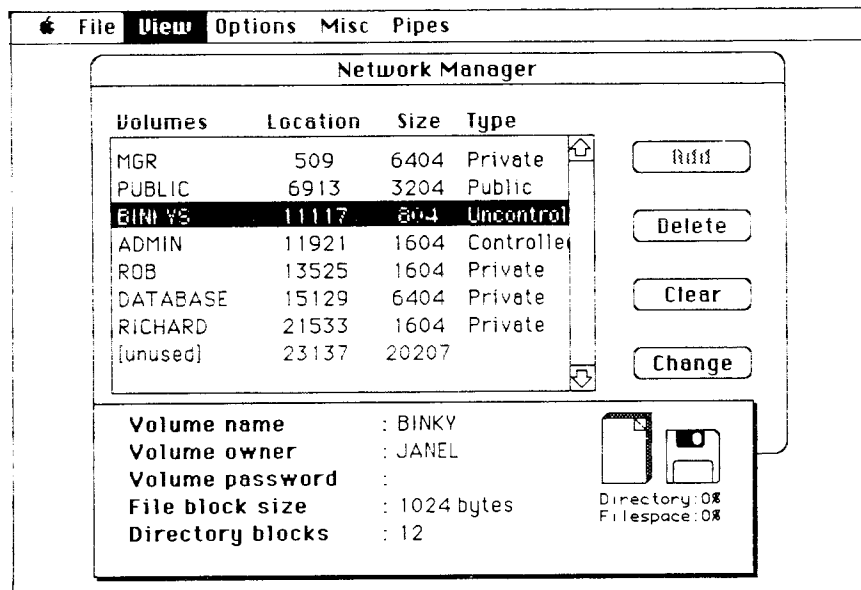 File View Options Misc Pipes
Network Manager
Volumes Location Size Type
MGR 509 6404 Private
PUBLIC 6913 3204 Public
BINKYS 11117 804 Uncontrol
ADMIN 11921 1604 Controlle
ROB 13525 1604 Private
DATABASE 15129 6404 Private
RICHARD 21533 1604 Private
[unused] 23137 20207
Add
Delete
Clear
Change
Volume name : BINKY
Volume owner : JANEL
Volume password :
File block size : 1024 bytes
Directory blocks : 12
Directory:0%
Filespace:0%